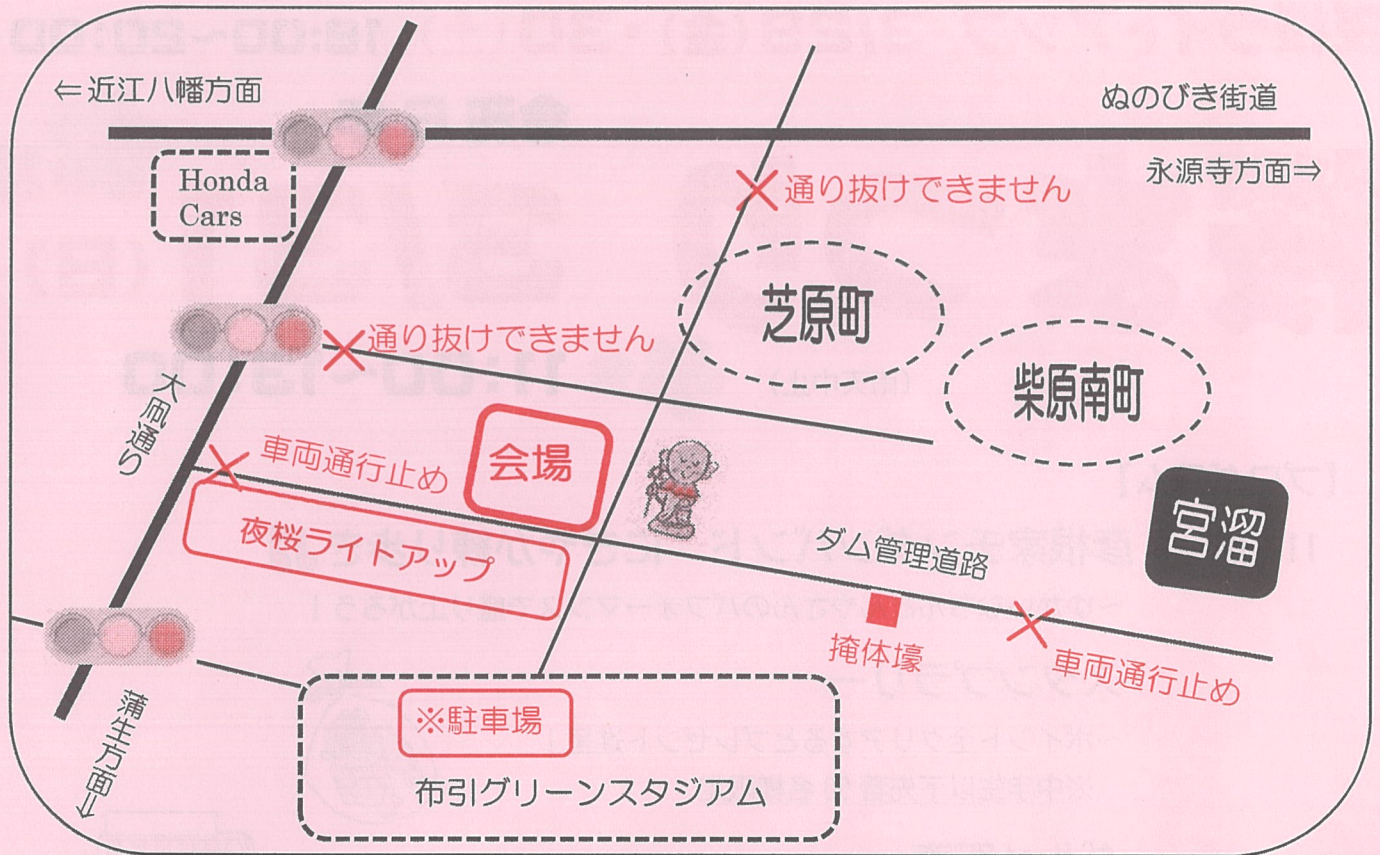 ⇐近江八幡方面
ぬのびき街道
永源寺方面⇒
Honda
Cars
通り抜けできません
芝原町
通り抜けできません
柴原南町
大凧通り
車両通行止め
会場
宮溜
夜桜ライトアップ
ダム管理道路
掩体壕
車両通行止め
蒲生方面⇒
※駐車場
布引グリーンスタジアム